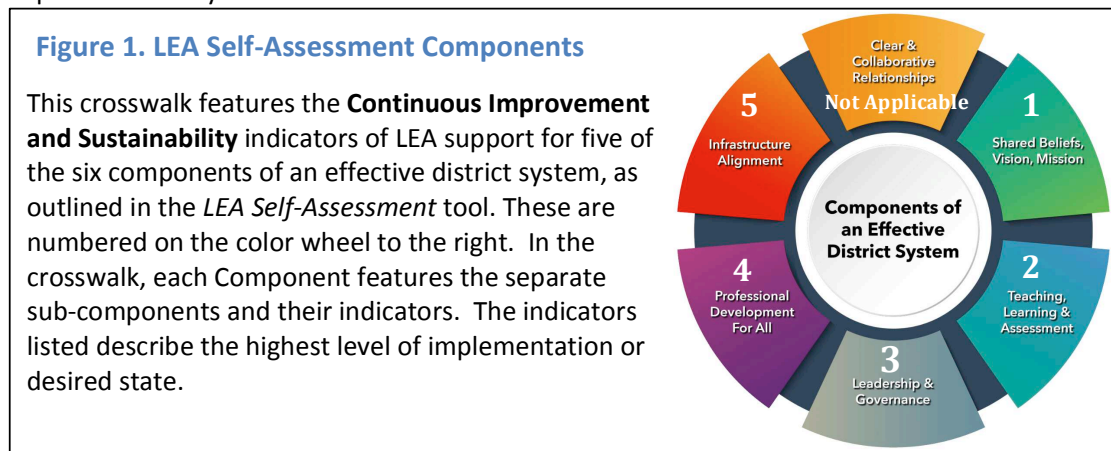 Figure 1. LEA Self-Assessment Components
This crosswalk features the Continuous Improvement
and Sustainability indicators of LEA support for five of
the six components of an effective district system, as
outlined in the LEA Self-Assessment tool. These are
numbered on the color wheel to the right. In the
crosswalk, each Component features the separate
sub-components and their indicators. The indicators
listed describe the highest level of implementation or
desired state.
Clear &
Collaborative
Relationships
Not Applicable
1
Shared Beliefs,
Vision, Mission
2
Teaching,
Learning &
Assessment
3
Leadership &
Governance
4
Professional
Development
For All
5
Infrastructure
Alignment
Components of
an Effective
District System